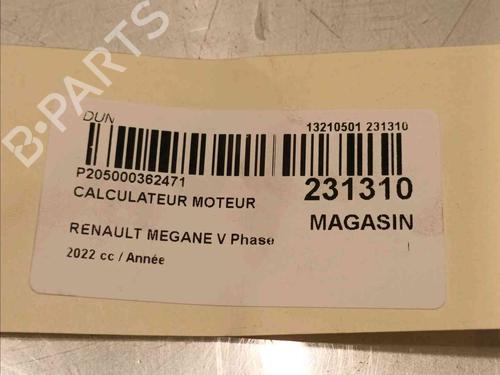 DUN
13210501 231310
P205000362471
231310
CALCULATEUR MOTEUR
MAGASIN
RENAULT MEGANE V Phase
2022 cc / Année
B-PARTS